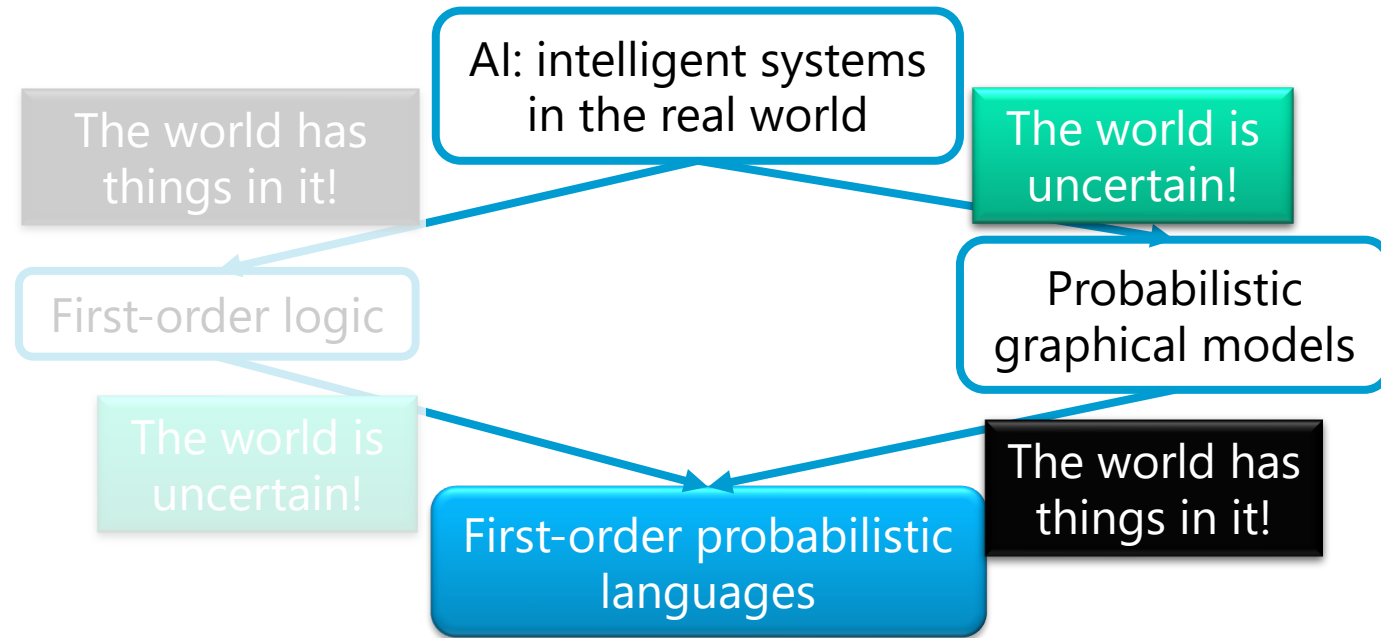 AI: intelligent systems
in the real world
The world has
things in it!
The world is
uncertain!
First-order logic
Probabilistic
graphical models
The world is
uncertain!
The world has
things in it!
First-order probabilistic
languages